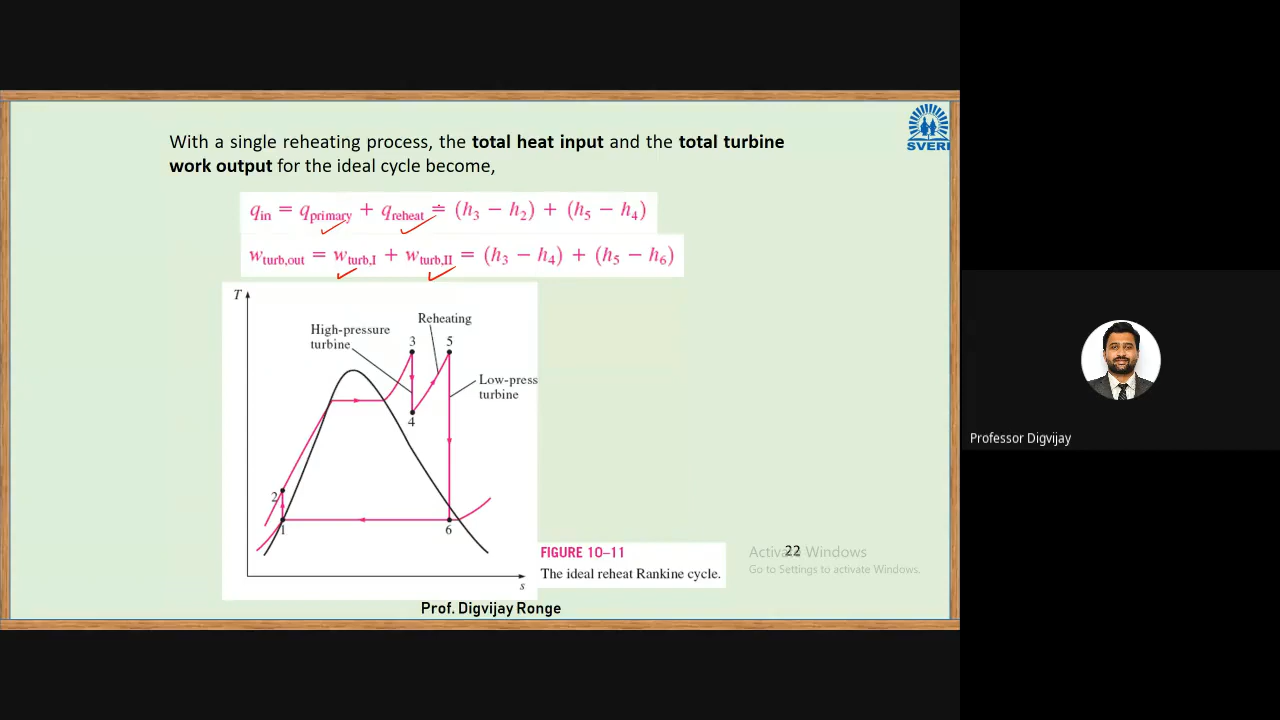 SVERI
With a single reheating process, the total heat input and the total turbine
work output for the ideal cycle become,
q_in = q_primary + q_reheat = (h_3 − h_2) + (h_5 − h_4)
w_turb,out = w_turb,I + w_turb,II = (h_3 − h_4) + (h_5 − h_6)
T
High-pressure
turbine
Reheating
3
5
Low-press
turbine
4
2
1
6
s
FIGURE 10–11
The ideal reheat Rankine cycle.
Activate Windows
22
Go to Settings to activate Windows.
Prof. Digvijay Ronge
Professor Digvijay